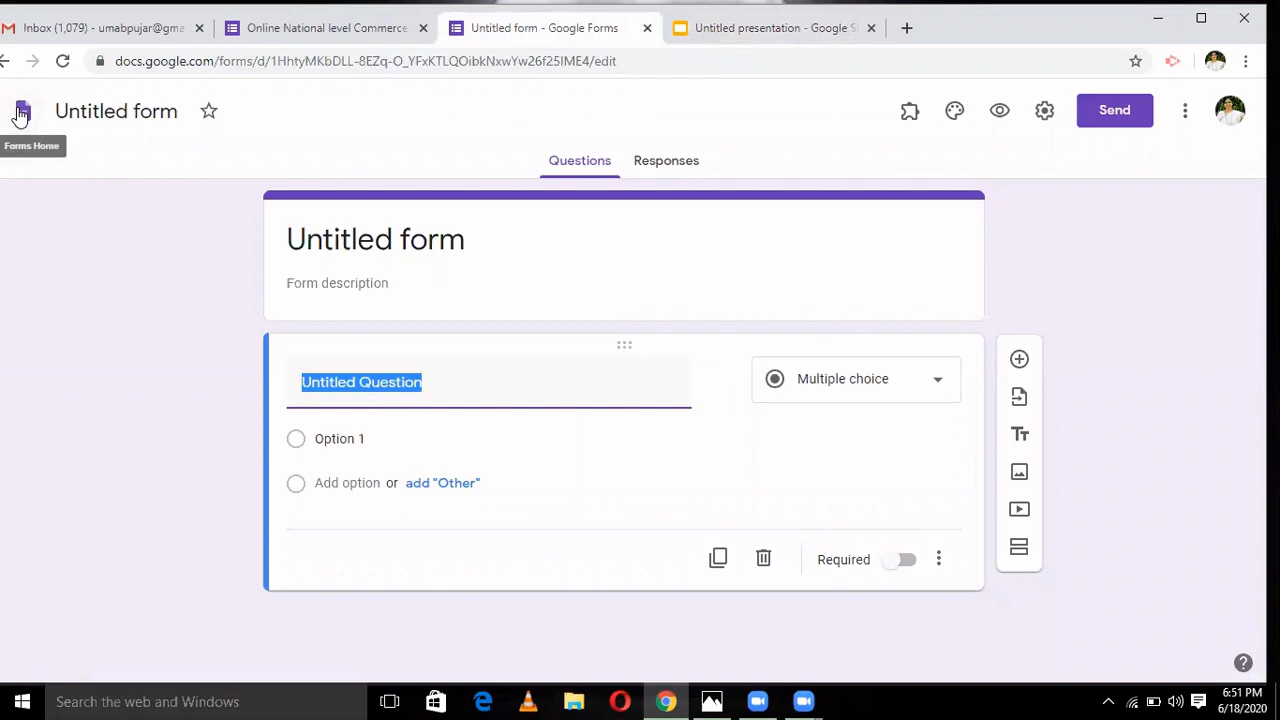 Inbox (1,079) - umabpujar@gma
Online National level Commerce
Untitled form - Google Forms
Untitled presentation - Google Sl
docs.google.com/forms/d/1HhtyMKbDLL-8EZq-O_YFxKTLQOibkNxwYw26f25IME4/edit
Untitled form
Send
Forms Home
Questions
Responses
Untitled form
Form description
Untitled Question
Multiple choice
Option 1
Add option or add "Other"
Required
Search the web and Windows
6:51 PM
6/18/2020